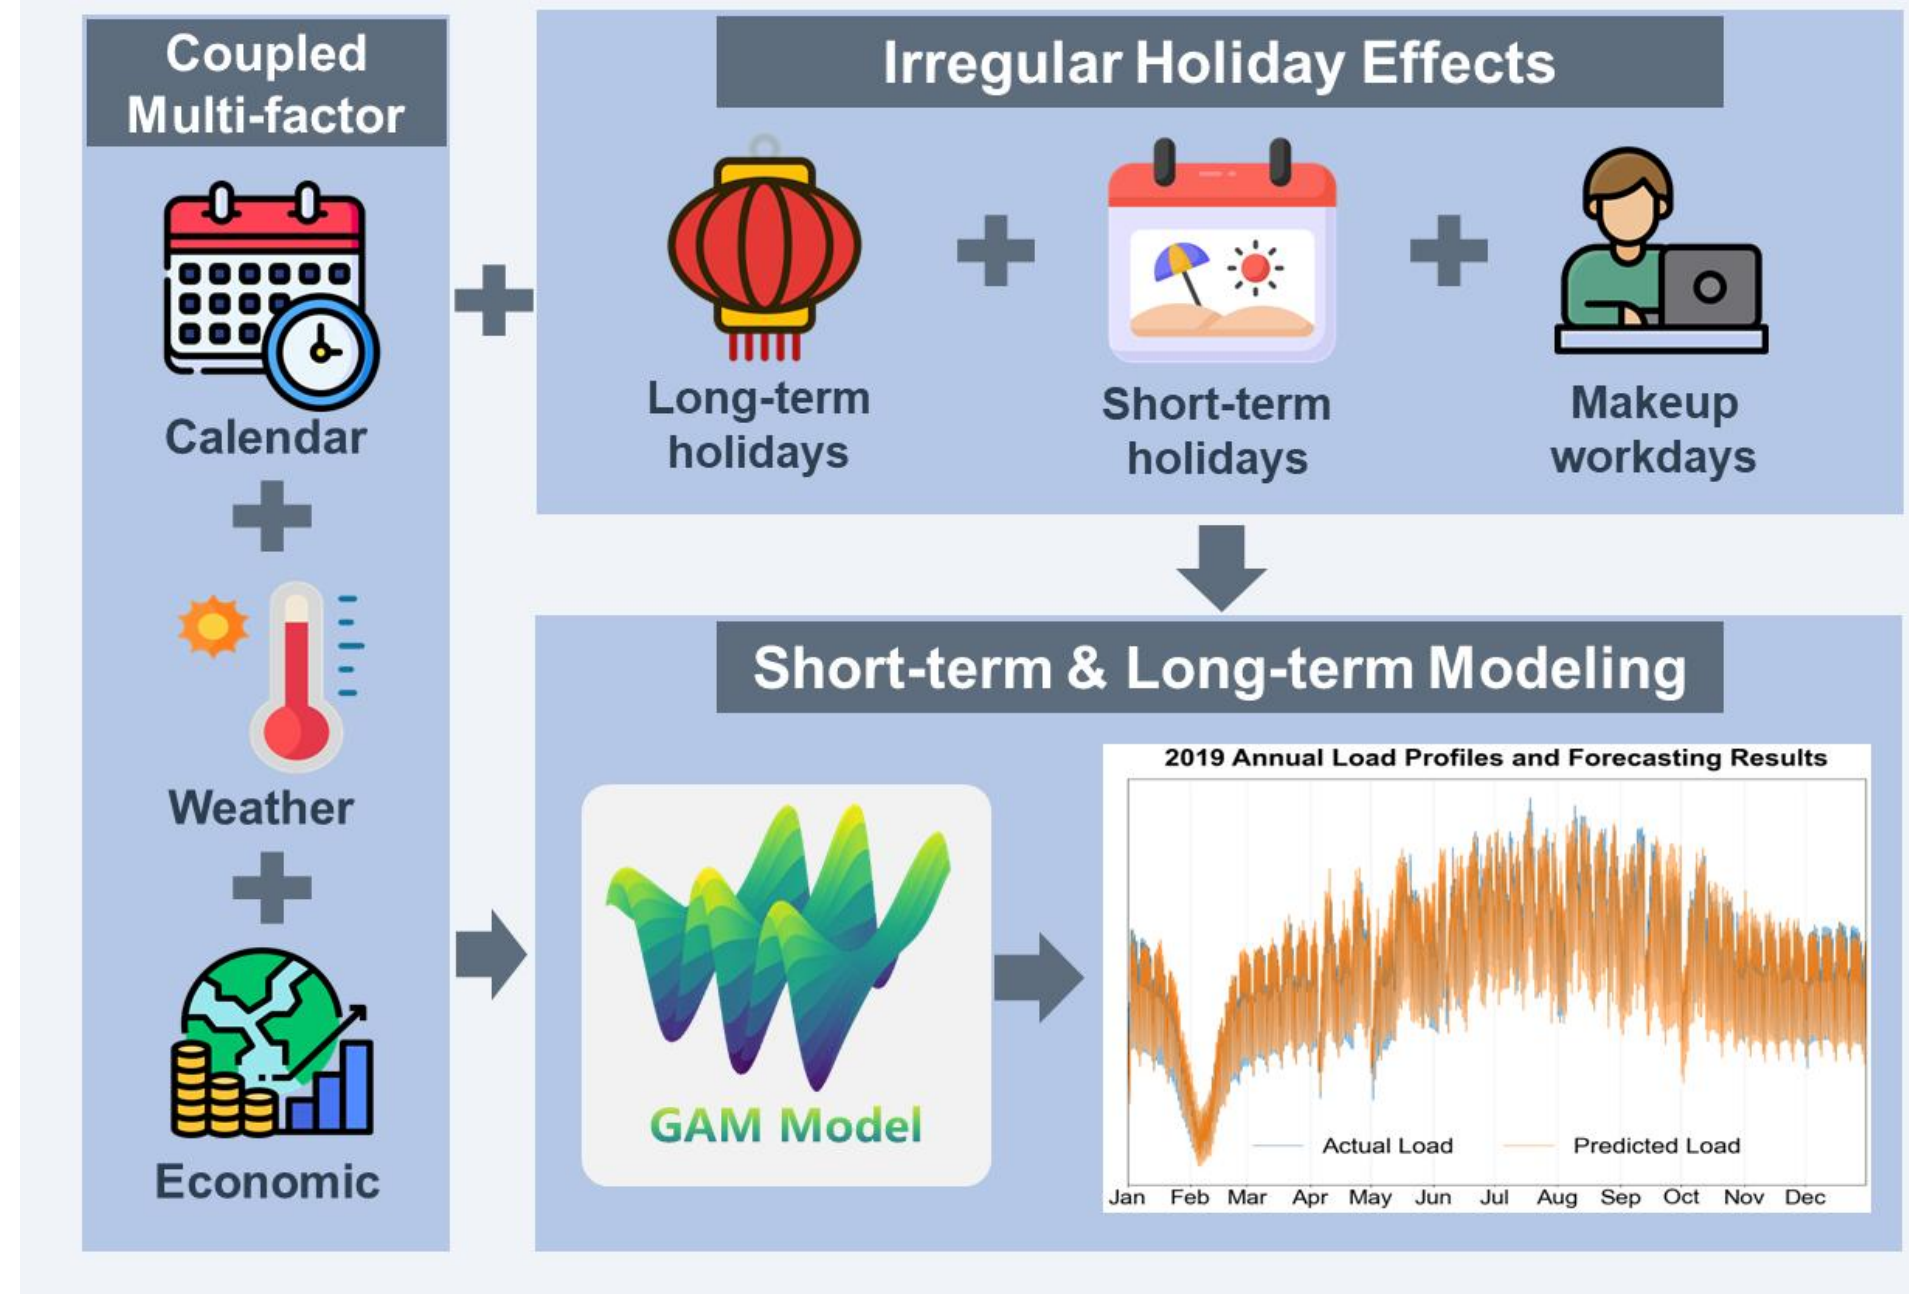 Coupled
Multi-factor
Calendar
Weather
Economic
Irregular Holiday Effects
Long-term
holidays
Short-term
holidays
Makeup
workdays
Short-term & Long-term Modeling
GAM Model
2019 Annual Load Profiles and Forecasting Results
Actual Load
Predicted Load
Jan Feb Mar Apr May Jun Jul Aug Sep Oct Nov Dec